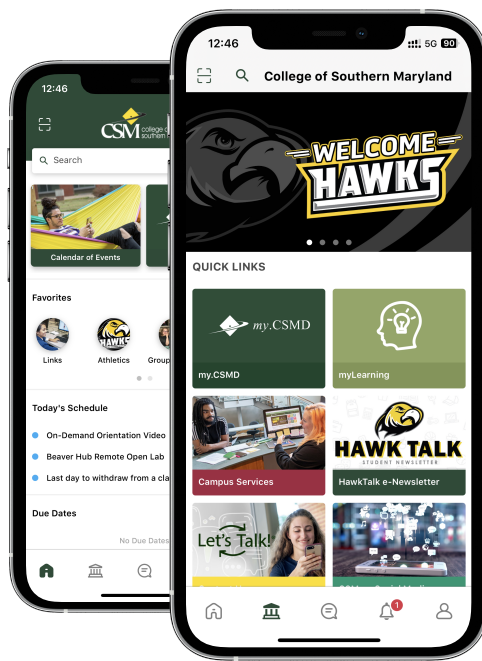 12:46
CSM college of
southern
Search
Calendar of Events
Favorites
HAWKS
Links
Athletics
Group
Today's Schedule
On-Demand Orientation Video
Beaver Hub Remote Open Lab
Last day to withdraw from a cla
Due Dates
No Due Dates
12:46
5G 90
College of Southern Maryland
WELCOME
HAWKS
QUICK LINKS
my.CSMD
my.CSMD
myLearning
Campus Services
HAWK TALK
STUDENT NEWSLETTER
HawkTalk e-Newsletter
Let's Talk!
1